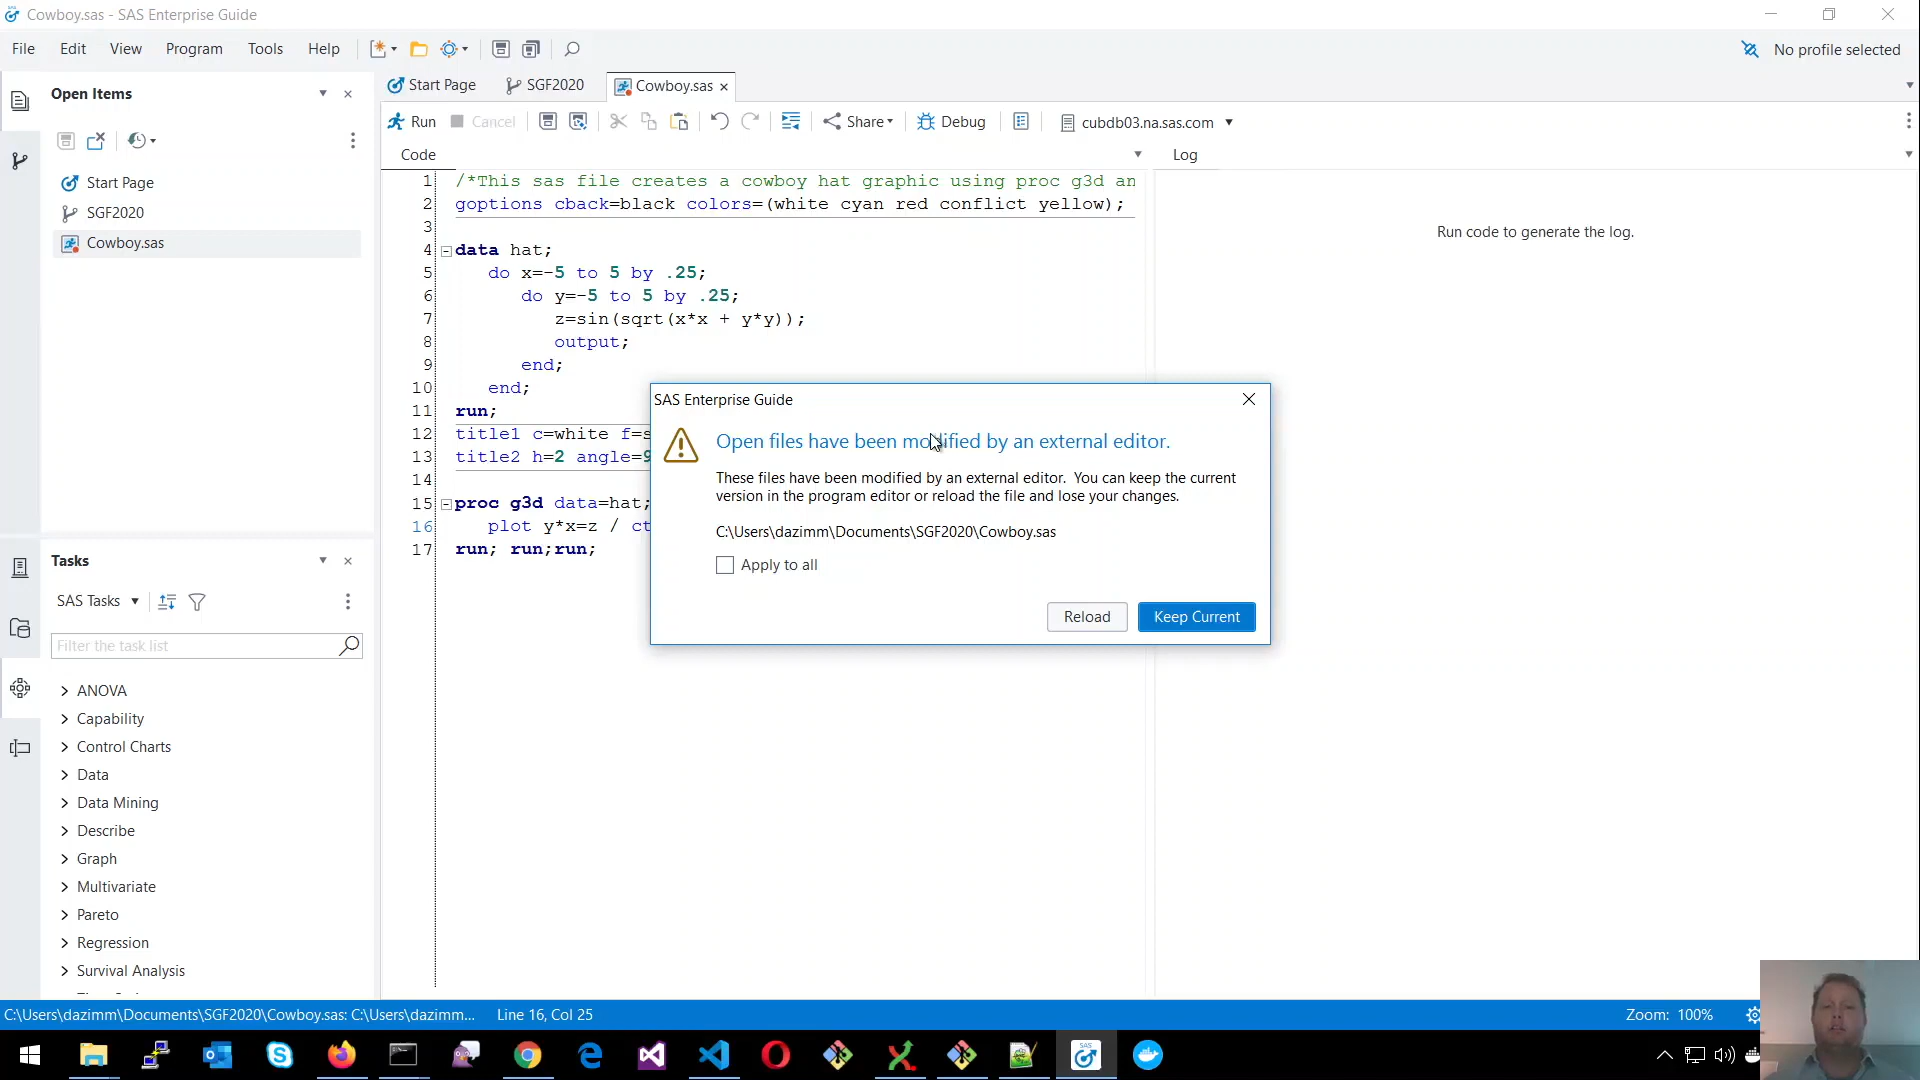 Cowboy.sas - SAS Enterprise Guide
File Edit View Program Tools Help
No profile selected
Open Items
Start Page
SGF2020
Cowboy.sas
Start Page SGF2020 Cowboy.sas
Run Cancel Share Debug cubdb03.na.sas.com
Code
Log
Run code to generate the log.
1 /*This sas file creates a cowboy hat graphic using proc g3d an
2 goptions cback=black colors=(white cyan red conflict yellow);
3
4 data hat;
5 do x=-5 to 5 by .25;
6 do y=-5 to 5 by .25;
7 z=sin(sqrt(x*x + y*y));
8 output;
9 end;
10 end;
11 run;
12 title1 c=white f=s
13 title2 h=2 angle=9
14
15 proc g3d data=hat;
16 plot y*x=z / ct
17 run; run;run;
SAS Enterprise Guide
Open files have been modified by an external editor.
These files have been modified by an external editor. You can keep the current
version in the program editor or reload the file and lose your changes.
C:\Users\dazimm\Documents\SGF2020\Cowboy.sas
Apply to all
Reload Keep Current
Tasks
SAS Tasks
Filter the task list
ANOVA
Capability
Control Charts
Data
Data Mining
Describe
Graph
Multivariate
Pareto
Regression
Survival Analysis
C:\Users\dazimm\Documents\SGF2020\Cowboy.sas: C:\Users\dazimm... Line 16, Col 25
Zoom: 100%